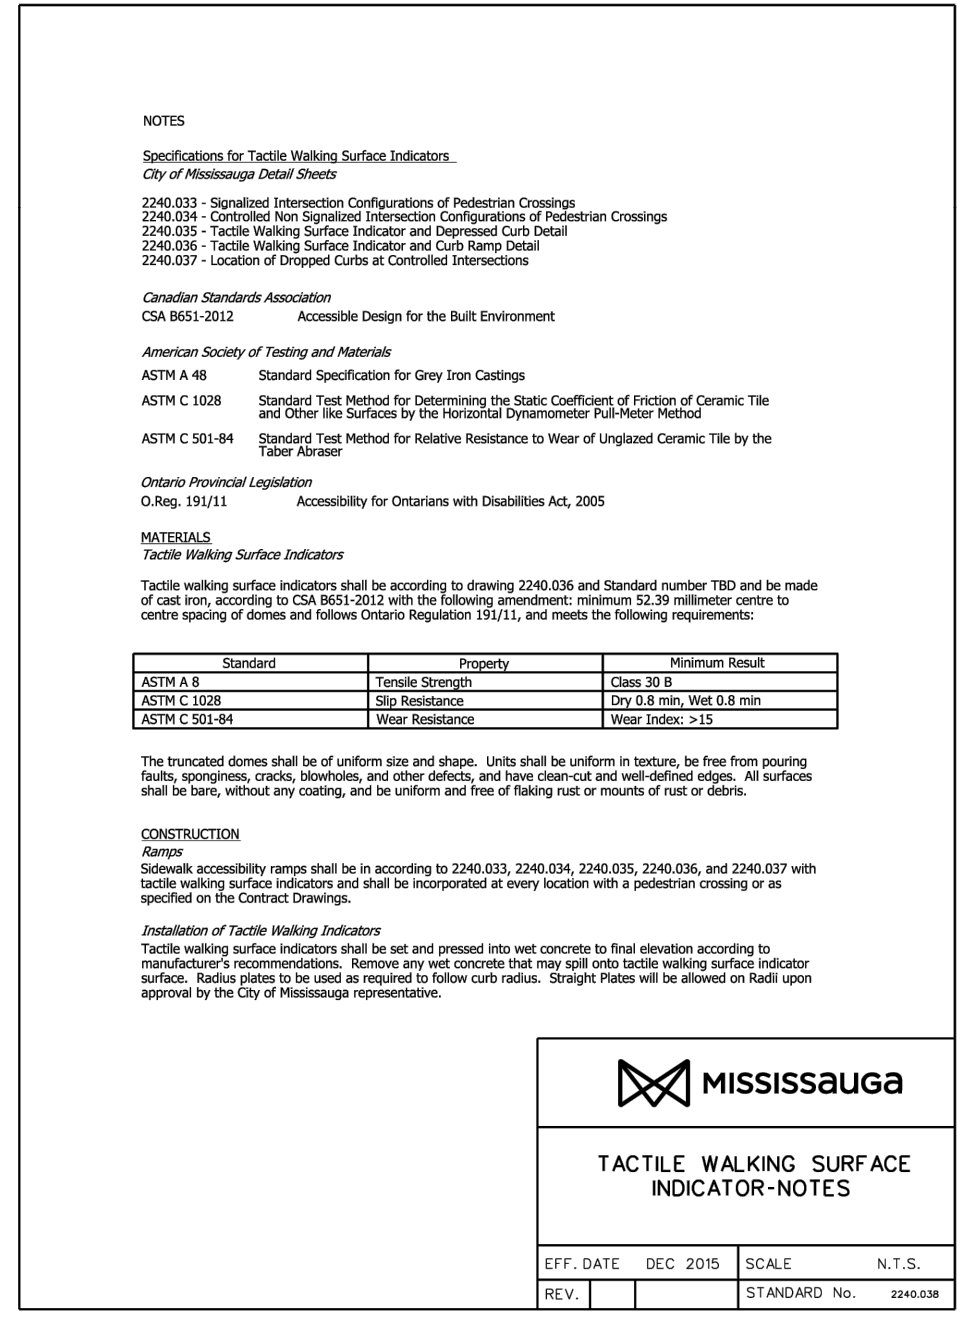 NOTES
Specifications for Tactile Walking Surface Indicators
City of Mississauga Detail Sheets
2240.033 - Signalized Intersection Configurations of Pedestrian Crossings
2240.034 - Controlled Non Signalized Intersection Configurations of Pedestrian Crossings
2240.035 - Tactile Walking Surface Indicator and Depressed Curb Detail
2240.036 - Tactile Walking Surface Indicator and Curb Ramp Detail
2240.037 - Location of Dropped Curbs at Controlled Intersections
Canadian Standards Association
CSA B651-2012 Accessible Design for the Built Environment
American Society of Testing and Materials
ASTM A 48 Standard Specification for Grey Iron Castings
ASTM C 1028 Standard Test Method for Determining the Static Coefficient of Friction of Ceramic Tile
and Other like Surfaces by the Horizontal Dynamometer Pull-Meter Method
ASTM C 501-84 Standard Test Method for Relative Resistance to Wear of Unglazed Ceramic Tile by the
Taber Abraser
Ontario Provincial Legislation
O.Reg. 191/11 Accessibility for Ontarians with Disabilities Act, 2005
MATERIALS
Tactile Walking Surface Indicators
Tactile walking surface indicators shall be according to drawing 2240.036 and Standard number TBD and be made
of cast iron, according to CSA B651-2012 with the following amendment: minimum 52.39 millimeter centre to
centre spacing of domes and follows Ontario Regulation 191/11, and meets the following requirements:
Standard Property Minimum Result
ASTM A 8 Tensile Strength Class 30 B
ASTM C 1028 Slip Resistance Dry 0.8 min, Wet 0.8 min
ASTM C 501-84 Wear Resistance Wear Index: >15
The truncated domes shall be of uniform size and shape. Units shall be uniform in texture, be free from pouring
faults, sponginess, cracks, blowholes, and other defects, and have clean-cut and well-defined edges. All surfaces
shall be bare, without any coating, and be uniform and free of flaking rust or mounts of rust or debris.
CONSTRUCTION
Ramps
Sidewalk accessibility ramps shall be in according to 2240.033, 2240.034, 2240.035, 2240.036, and 2240.037 with
tactile walking surface indicators and shall be incorporated at every location with a pedestrian crossing or as
specified on the Contract Drawings.
Installation of Tactile Walking Indicators
Tactile walking surface indicators shall be set and pressed into wet concrete to final elevation according to
manufacturer's recommendations. Remove any wet concrete that may spill onto tactile walking surface indicator
surface. Radius plates to be used as required to follow curb radius. Straight Plates will be allowed on Radii upon
approval by the City of Mississauga representative.
MISSISSauGa
TACTILE WALKING SURFACE
INDICATOR-NOTES
EFF. DATE DEC 2015 SCALE N.T.S.
REV. STANDARD No. 2240.038